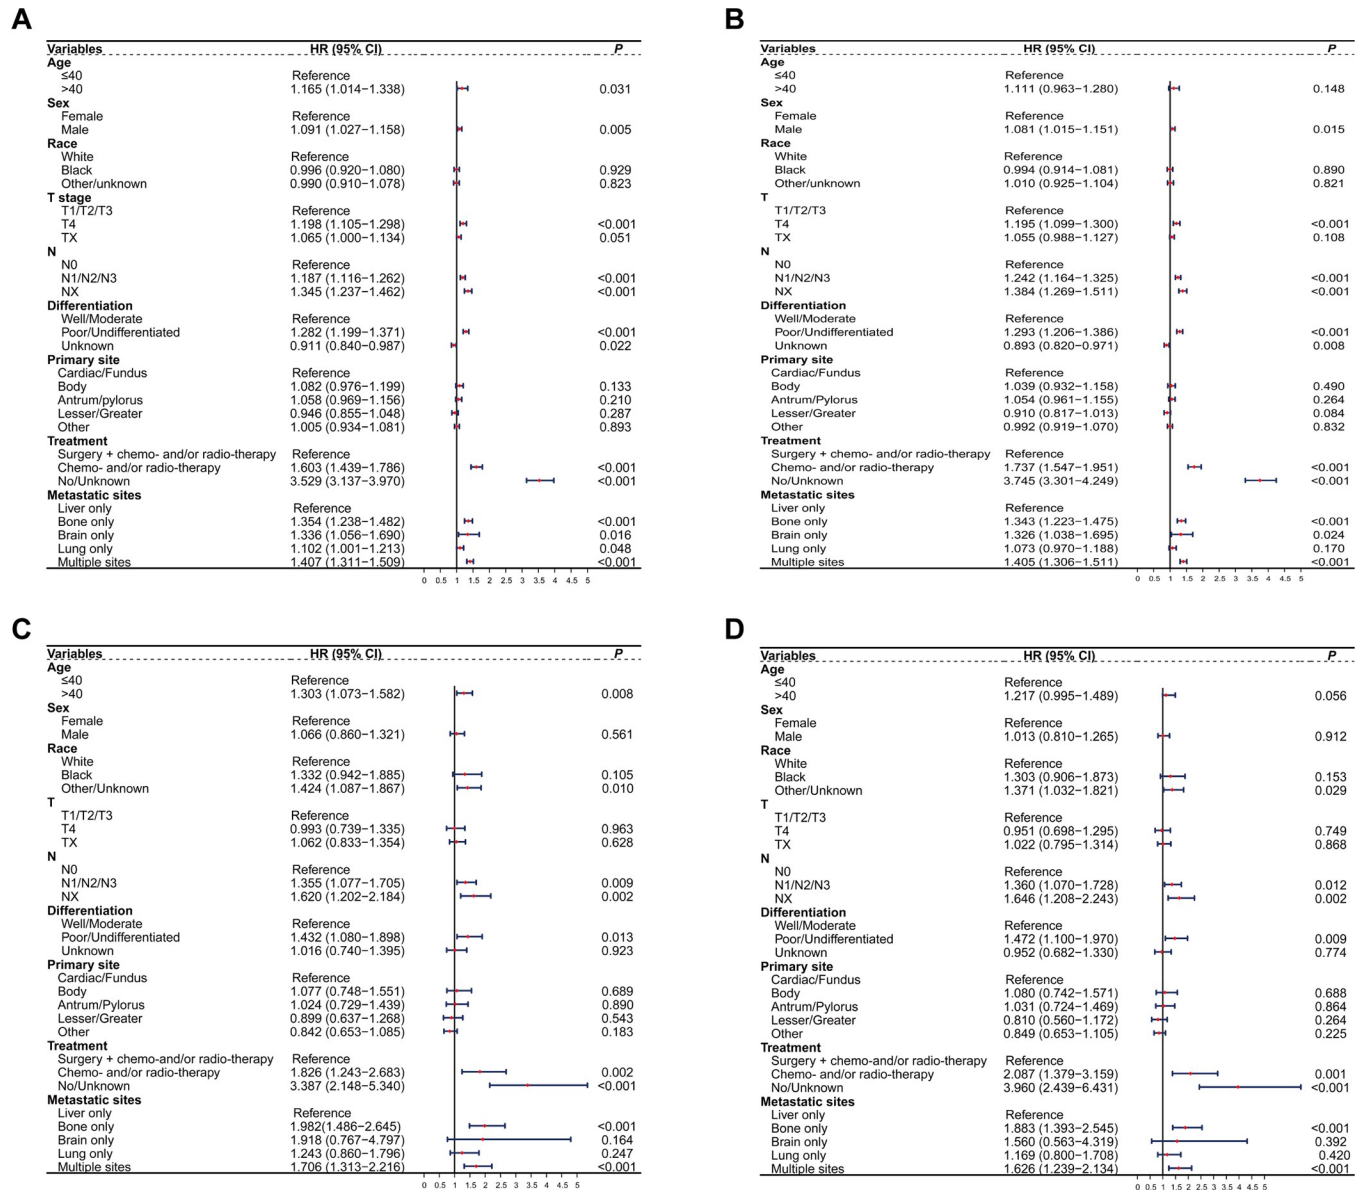 A
Variables HR (95% CI) P
Age
≤40 Reference
>40 1.165 (1.014−1.338) 0.031
Sex
Female Reference
Male 1.091 (1.027−1.158) 0.005
Race
White Reference
Black 0.996 (0.920−1.080) 0.929
Other/unknown 0.990 (0.910−1.078) 0.823
T stage
T1/T2/T3 Reference
T4 1.198 (1.105−1.298) <0.001
TX 1.065 (1.000−1.134) 0.051
N
N0 Reference
N1/N2/N3 1.187 (1.116−1.262) <0.001
NX 1.345 (1.237−1.462) <0.001
Differentiation
Well/Moderate Reference
Poor/Undifferentiated 1.282 (1.199−1.371) <0.001
Unknown 0.911 (0.840−0.987) 0.022
Primary site
Cardiac/Fundus Reference
Body 1.082 (0.976−1.199) 0.133
Antrum/pylorus 1.058 (0.969−1.156) 0.210
Lesser/Greater 0.946 (0.855−1.048) 0.287
Other 1.005 (0.934−1.081) 0.893
Treatment
Surgery + chemo- and/or radio-therapy Reference
Chemo- and/or radio-therapy 1.603 (1.439−1.786) <0.001
No/Unknown 3.529 (3.137−3.970) <0.001
Metastatic sites
Liver only Reference
Bone only 1.354 (1.238−1.482) <0.001
Brain only 1.336 (1.056−1.690) 0.016
Lung only 1.102 (1.001−1.213) 0.048
Multiple sites 1.407 (1.311−1.509) <0.001
0 0.5 1 1.5 2 2.5 3 3.5 4 4.5 5
B
Variables HR (95% CI) P
Age
≤40 Reference
>40 1.111 (0.963−1.280) 0.148
Sex
Female Reference
Male 1.081 (1.015−1.151) 0.015
Race
White Reference
Black 0.994 (0.914−1.081) 0.890
Other/unknown 1.010 (0.925−1.104) 0.821
T
T1/T2/T3 Reference
T4 1.195 (1.099−1.300) <0.001
TX 1.055 (0.988−1.127) 0.108
N
N0 Reference
N1/N2/N3 1.242 (1.164−1.325) <0.001
NX 1.384 (1.269−1.511) <0.001
Differentiation
Well/Moderate Reference
Poor/Undifferentiated 1.293 (1.206−1.386) <0.001
Unknown 0.893 (0.820−0.971) 0.008
Primary site
Cardiac/Fundus Reference
Body 1.039 (0.932−1.158) 0.490
Antrum/Pylorus 1.054 (0.961−1.155) 0.264
Lesser/Greater 0.910 (0.817−1.013) 0.084
Other 0.992 (0.919−1.070) 0.832
Treatment
Surgery + chemo- and/or radio-therapy Reference
Chemo- and/or radio-therapy 1.737 (1.547−1.951) <0.001
No/Unknown 3.745 (3.301−4.249) <0.001
Metastatic sites
Liver only Reference
Bone only 1.343 (1.223−1.475) <0.001
Brain only 1.326 (1.038−1.695) 0.024
Lung only 1.073 (0.970−1.188) 0.170
Multiple sites 1.405 (1.306−1.511) <0.001
0 0.5 1 1.5 2 2.5 3 3.5 4 4.5 5
C
Variables HR (95% CI) P
Age
≤40 Reference
>40 1.303 (1.073−1.582) 0.008
Sex
Female Reference
Male 1.066 (0.860−1.321) 0.561
Race
White Reference
Black 1.332 (0.942−1.885) 0.105
Other/Unknown 1.424 (1.087−1.867) 0.010
T
T1/T2/T3 Reference
T4 0.993 (0.739−1.335) 0.963
TX 1.062 (0.833−1.354) 0.628
N
N0 Reference
N1/N2/N3 1.355 (1.077−1.705) 0.009
NX 1.620 (1.202−2.184) 0.002
Differentiation
Well/Moderate Reference
Poor/Undifferentiated 1.432 (1.080−1.898) 0.013
Unknown 1.016 (0.740−1.395) 0.923
Primary site
Cardiac/Fundus Reference
Body 1.077 (0.748−1.551) 0.689
Antrum/Pylorus 1.024 (0.729−1.439) 0.890
Lesser/Greater 0.899 (0.637−1.268) 0.543
Other 0.842 (0.653−1.085) 0.183
Treatment
Surgery + chemo-and/or radio-therapy Reference
Chemo- and/or radio-therapy 1.826 (1.243−2.683) 0.002
No/Unknown 3.387 (2.148−5.340) <0.001
Metastatic sites
Liver only Reference
Bone only 1.982(1.486−2.645) <0.001
Brain only 1.918 (0.767−4.797) 0.164
Lung only 1.243 (0.860−1.796) 0.247
Multiple sites 1.706 (1.313−2.216) <0.001
0 0.5 1 1.5 2 2.5 3 3.5 4 4.5 5
D
Variables HR (95% CI) P
Age
≤40 Reference
>40 1.217 (0.995−1.489) 0.056
Sex
Female Reference
Male 1.013 (0.810−1.265) 0.912
Race
White Reference
Black 1.303 (0.906−1.873) 0.153
Other/Unknown 1.371 (1.032−1.821) 0.029
T
T1/T2/T3 Reference
T4 0.951 (0.698−1.295) 0.749
TX 1.022 (0.795−1.314) 0.868
N
N0 Reference
N1/N2/N3 1.360 (1.070−1.728) 0.012
NX 1.646 (1.208−2.243) 0.002
Differentiation
Well/Moderate Reference
Poor/Undifferentiated 1.472 (1.100−1.970) 0.009
Unknown 0.952 (0.682−1.330) 0.774
Primary site
Cardiac/Fundus Reference
Body 1.080 (0.742−1.571) 0.688
Antrum/Pylorus 1.031 (0.724−1.469) 0.864
Lesser/Greater 0.810 (0.560−1.172) 0.264
Other 0.849 (0.653−1.105) 0.225
Treatment
Surgery + chemo-and/or radio-therapy Reference
Chemo- and/or radio-therapy 2.087 (1.379−3.159) 0.001
No/Unknown 3.960 (2.439−6.431) <0.001
Metastatic sites
Liver only Reference
Bone only 1.883 (1.393−2.545) <0.001
Brain only 1.560 (0.563−4.319) 0.392
Lung only 1.169 (0.800−1.708) 0.420
Multiple sites 1.626 (1.239−2.134) <0.001
0 0.5 1 1.5 2 2.5 3 3.5 4 4.5 5